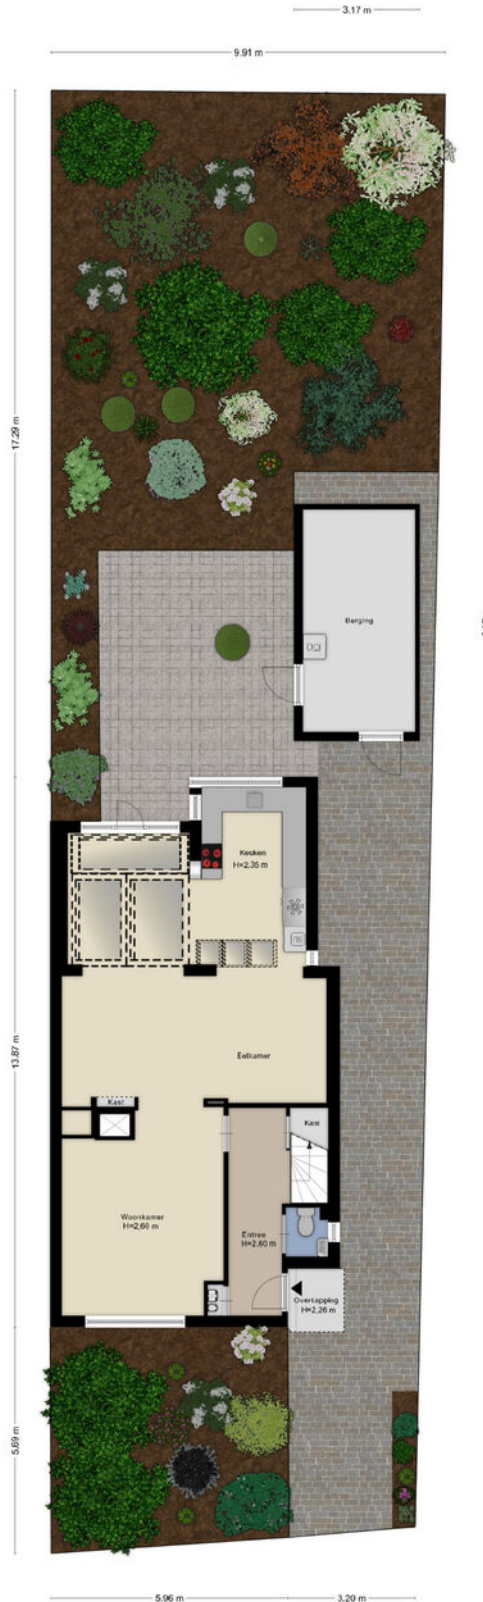 3.17 m
9.91 m
17.29 m
Berging
Keuken
H=2,35 m
Eetkamer
13.87 m
Kast
Kast
Woonkamer
H=2,60 m
Entree
H=2,60 m
Overkapping
H=2,26 m
5.69 m
5.96 m
3.20 m